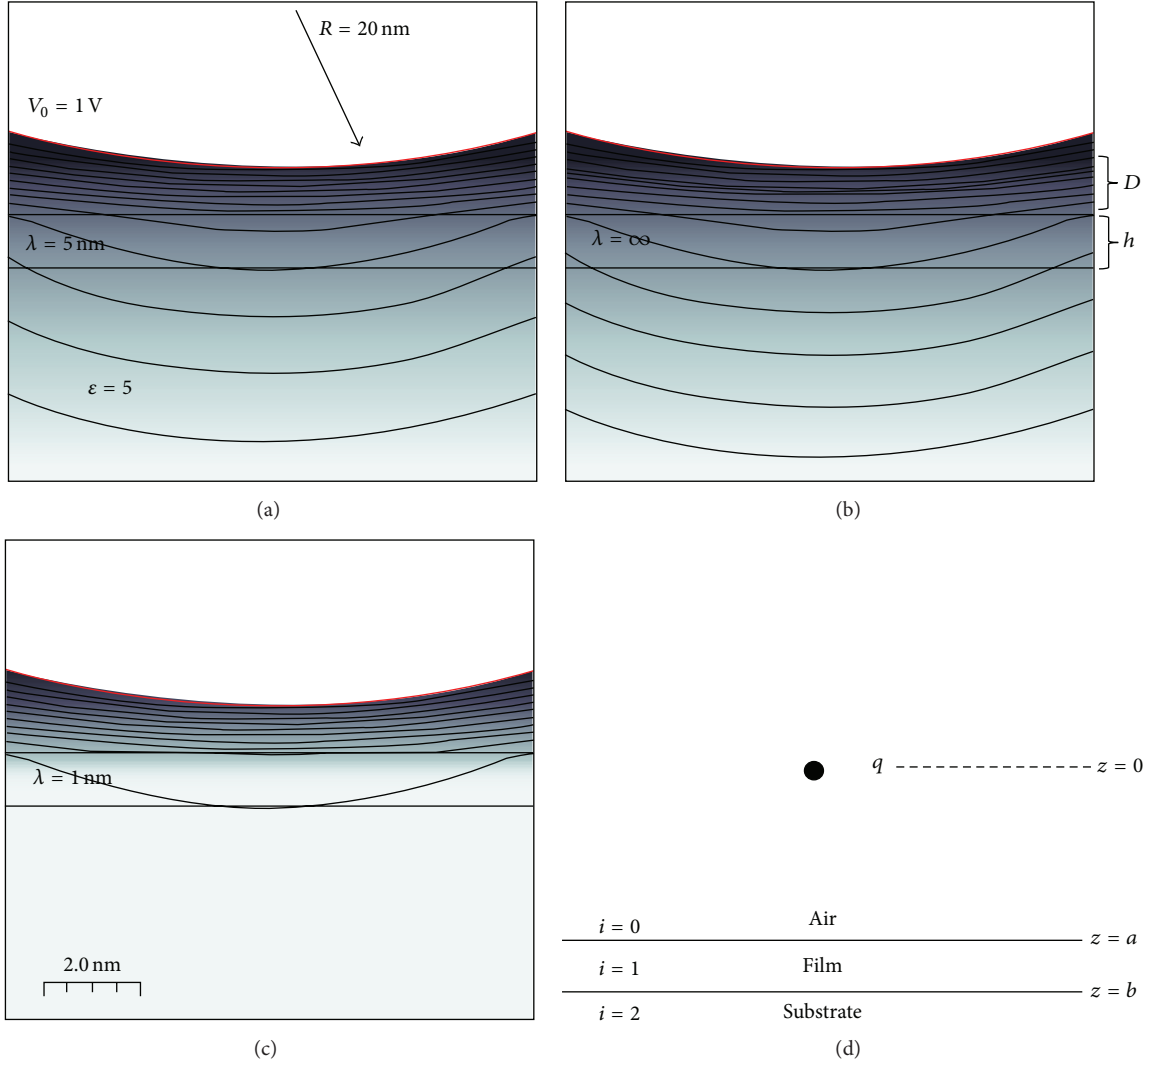 R = 20 nm
V₀ = 1 V
λ = 5 nm
ε = 5
(a)
D
λ = ∞
h
(b)
λ = 1 nm
2.0 nm
(c)
q
z = 0
i = 0
Air
z = a
i = 1
Film
z = b
i = 2
Substrate
(d)